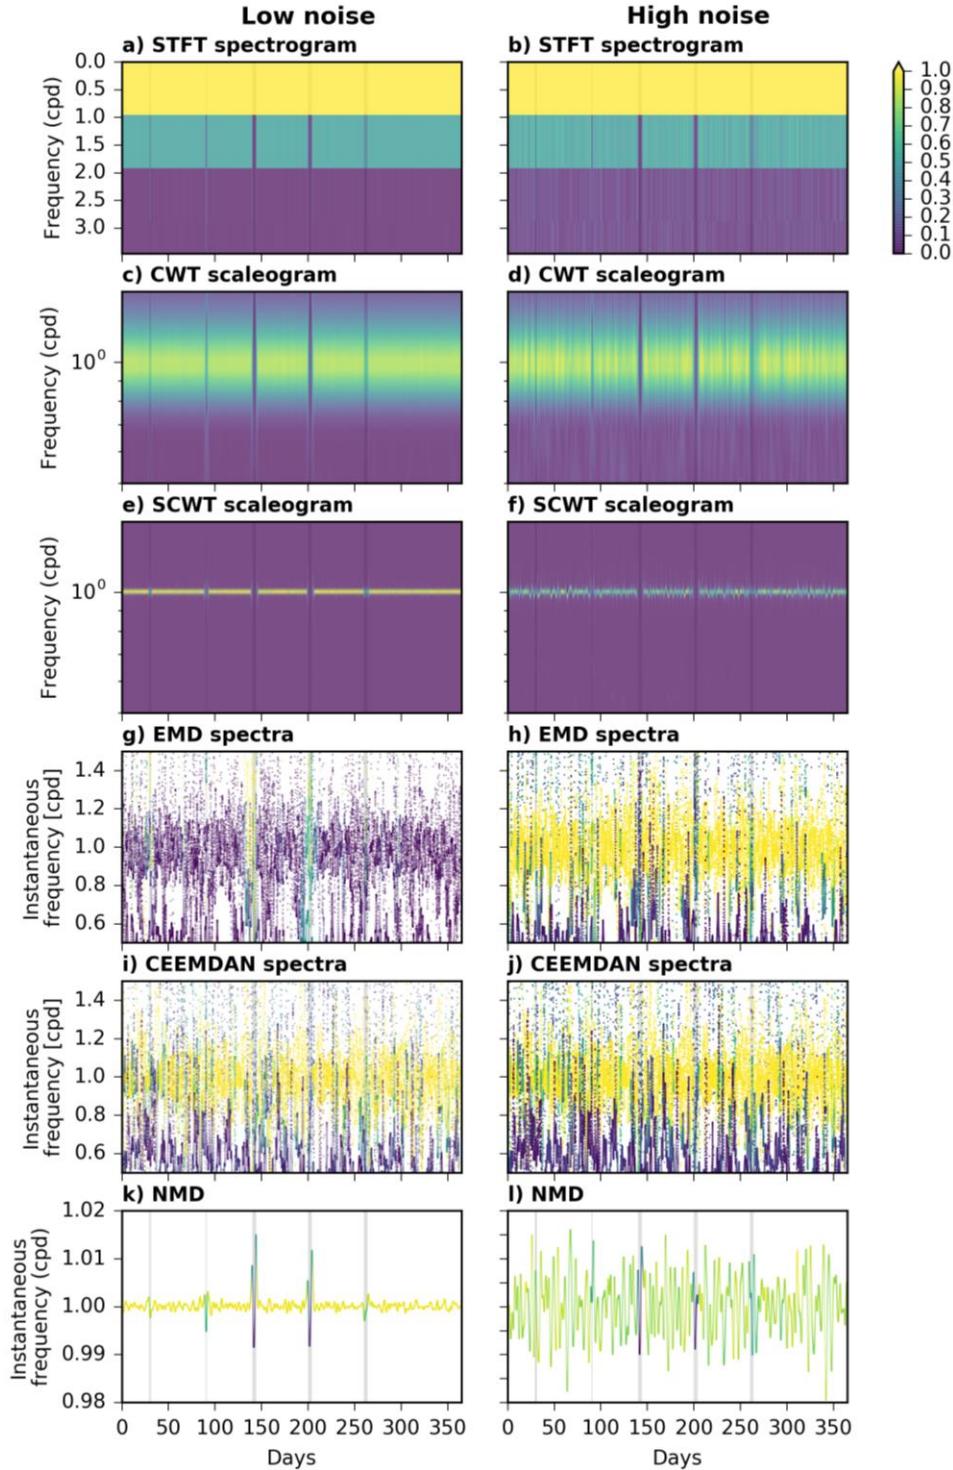 Low noise
High noise
a) STFT spectrogram
b) STFT spectrogram
0.0
0.5
1.0
1.5
2.0
2.5
3.0
Frequency (cpd)
1.0
0.9
0.8
0.7
0.6
0.5
0.4
0.3
0.2
0.1
0.0
c) CWT scaleogram
d) CWT scaleogram
10⁰
Frequency (cpd)
e) SCWT scaleogram
f) SCWT scaleogram
10⁰
Frequency (cpd)
g) EMD spectra
h) EMD spectra
1.4
1.2
1.0
0.8
0.6
Instantaneous
frequency [cpd]
i) CEEMDAN spectra
j) CEEMDAN spectra
1.4
1.2
1.0
0.8
0.6
Instantaneous
frequency [cpd]
k) NMD
l) NMD
1.02
1.01
1.00
0.99
0.98
Instantaneous
frequency (cpd)
0 50 100 150 200 250 300 350
0 50 100 150 200 250 300 350
Days
Days